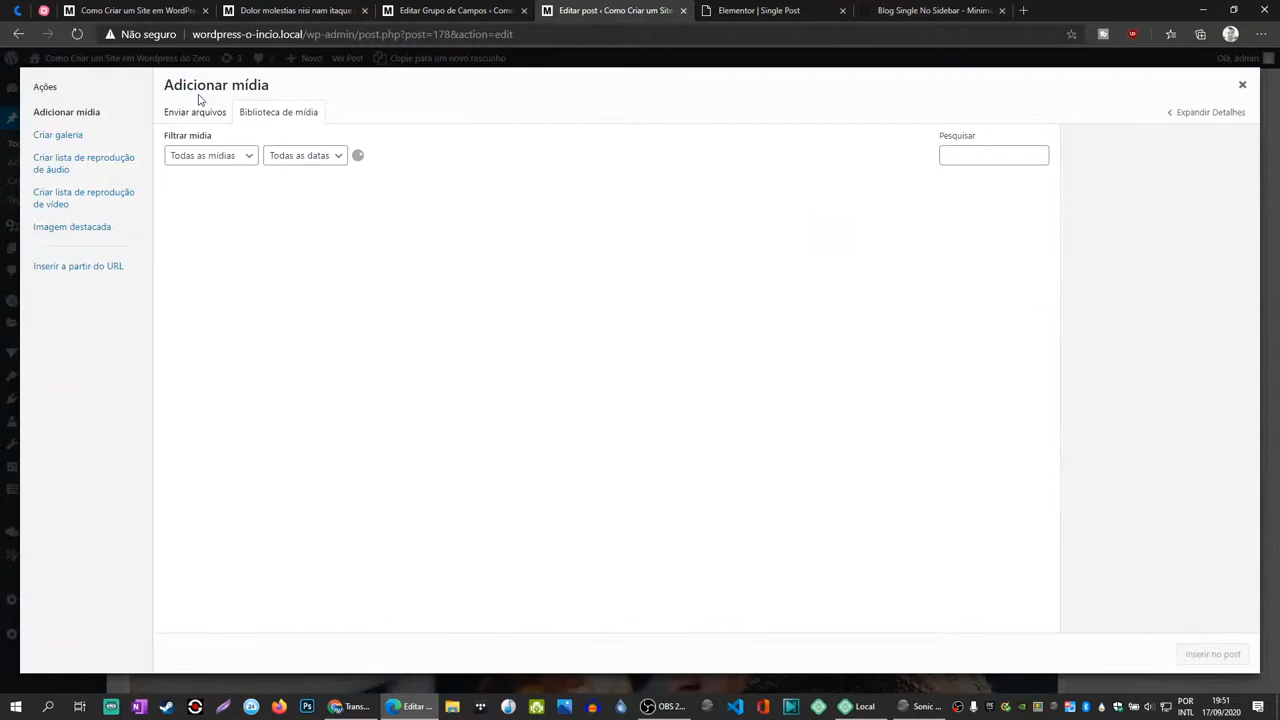 Como Criar um Site em Wordpres
Dolor molestias nisi nam itaque
Editar Grupo de Campos ‹ Como
Editar post ‹ Como Criar um Site
Elementor | Single Post
Blog Single No Sidebar – Minima
Não seguro
wordpress-o-incio.local/wp-admin/post.php?post=178&action=edit
Como Criar um Site em Wordpress do Zero
3
0
Novo
Ver Post
Copie para um novo rascunho
Olá, admin
Ações
Adicionar mídia
Criar galeria
Criar lista de reprodução
de áudio
Criar lista de reprodução
de vídeo
Imagem destacada
Inserir a partir do URL
Adicionar mídia
Enviar arquivos
Biblioteca de mídia
Expandir Detalhes
Filtrar mídia
Todas as mídias
Todas as datas
Pesquisar
Inserir no post
Trans...
Editar ...
OBS 2...
Local
Sonic ...
POR
INTL
19:51
17/09/2020